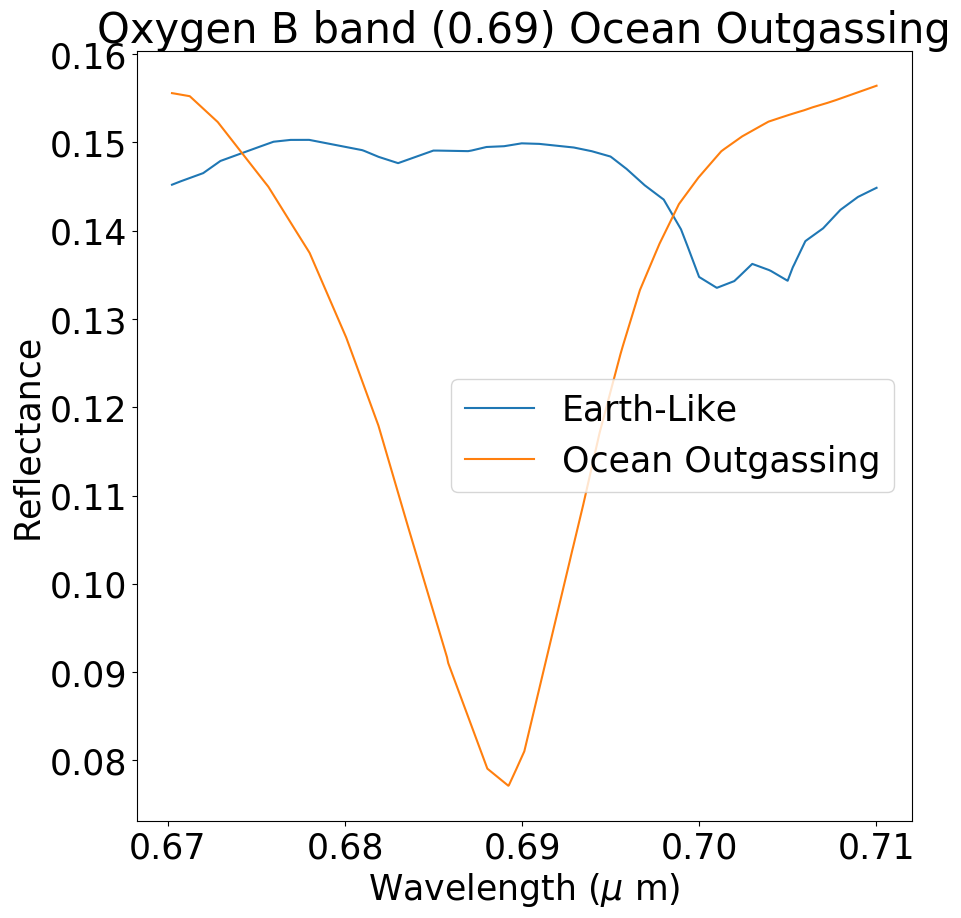 Oxygen B band (0.69) Ocean Outgassing
0.16
0.15
0.14
0.13
0.12
0.11
0.10
0.09
0.08
Reflectance
Earth-Like
Ocean Outgassing
0.67 0.68 0.69 0.70 0.71
Wavelength (μ m)